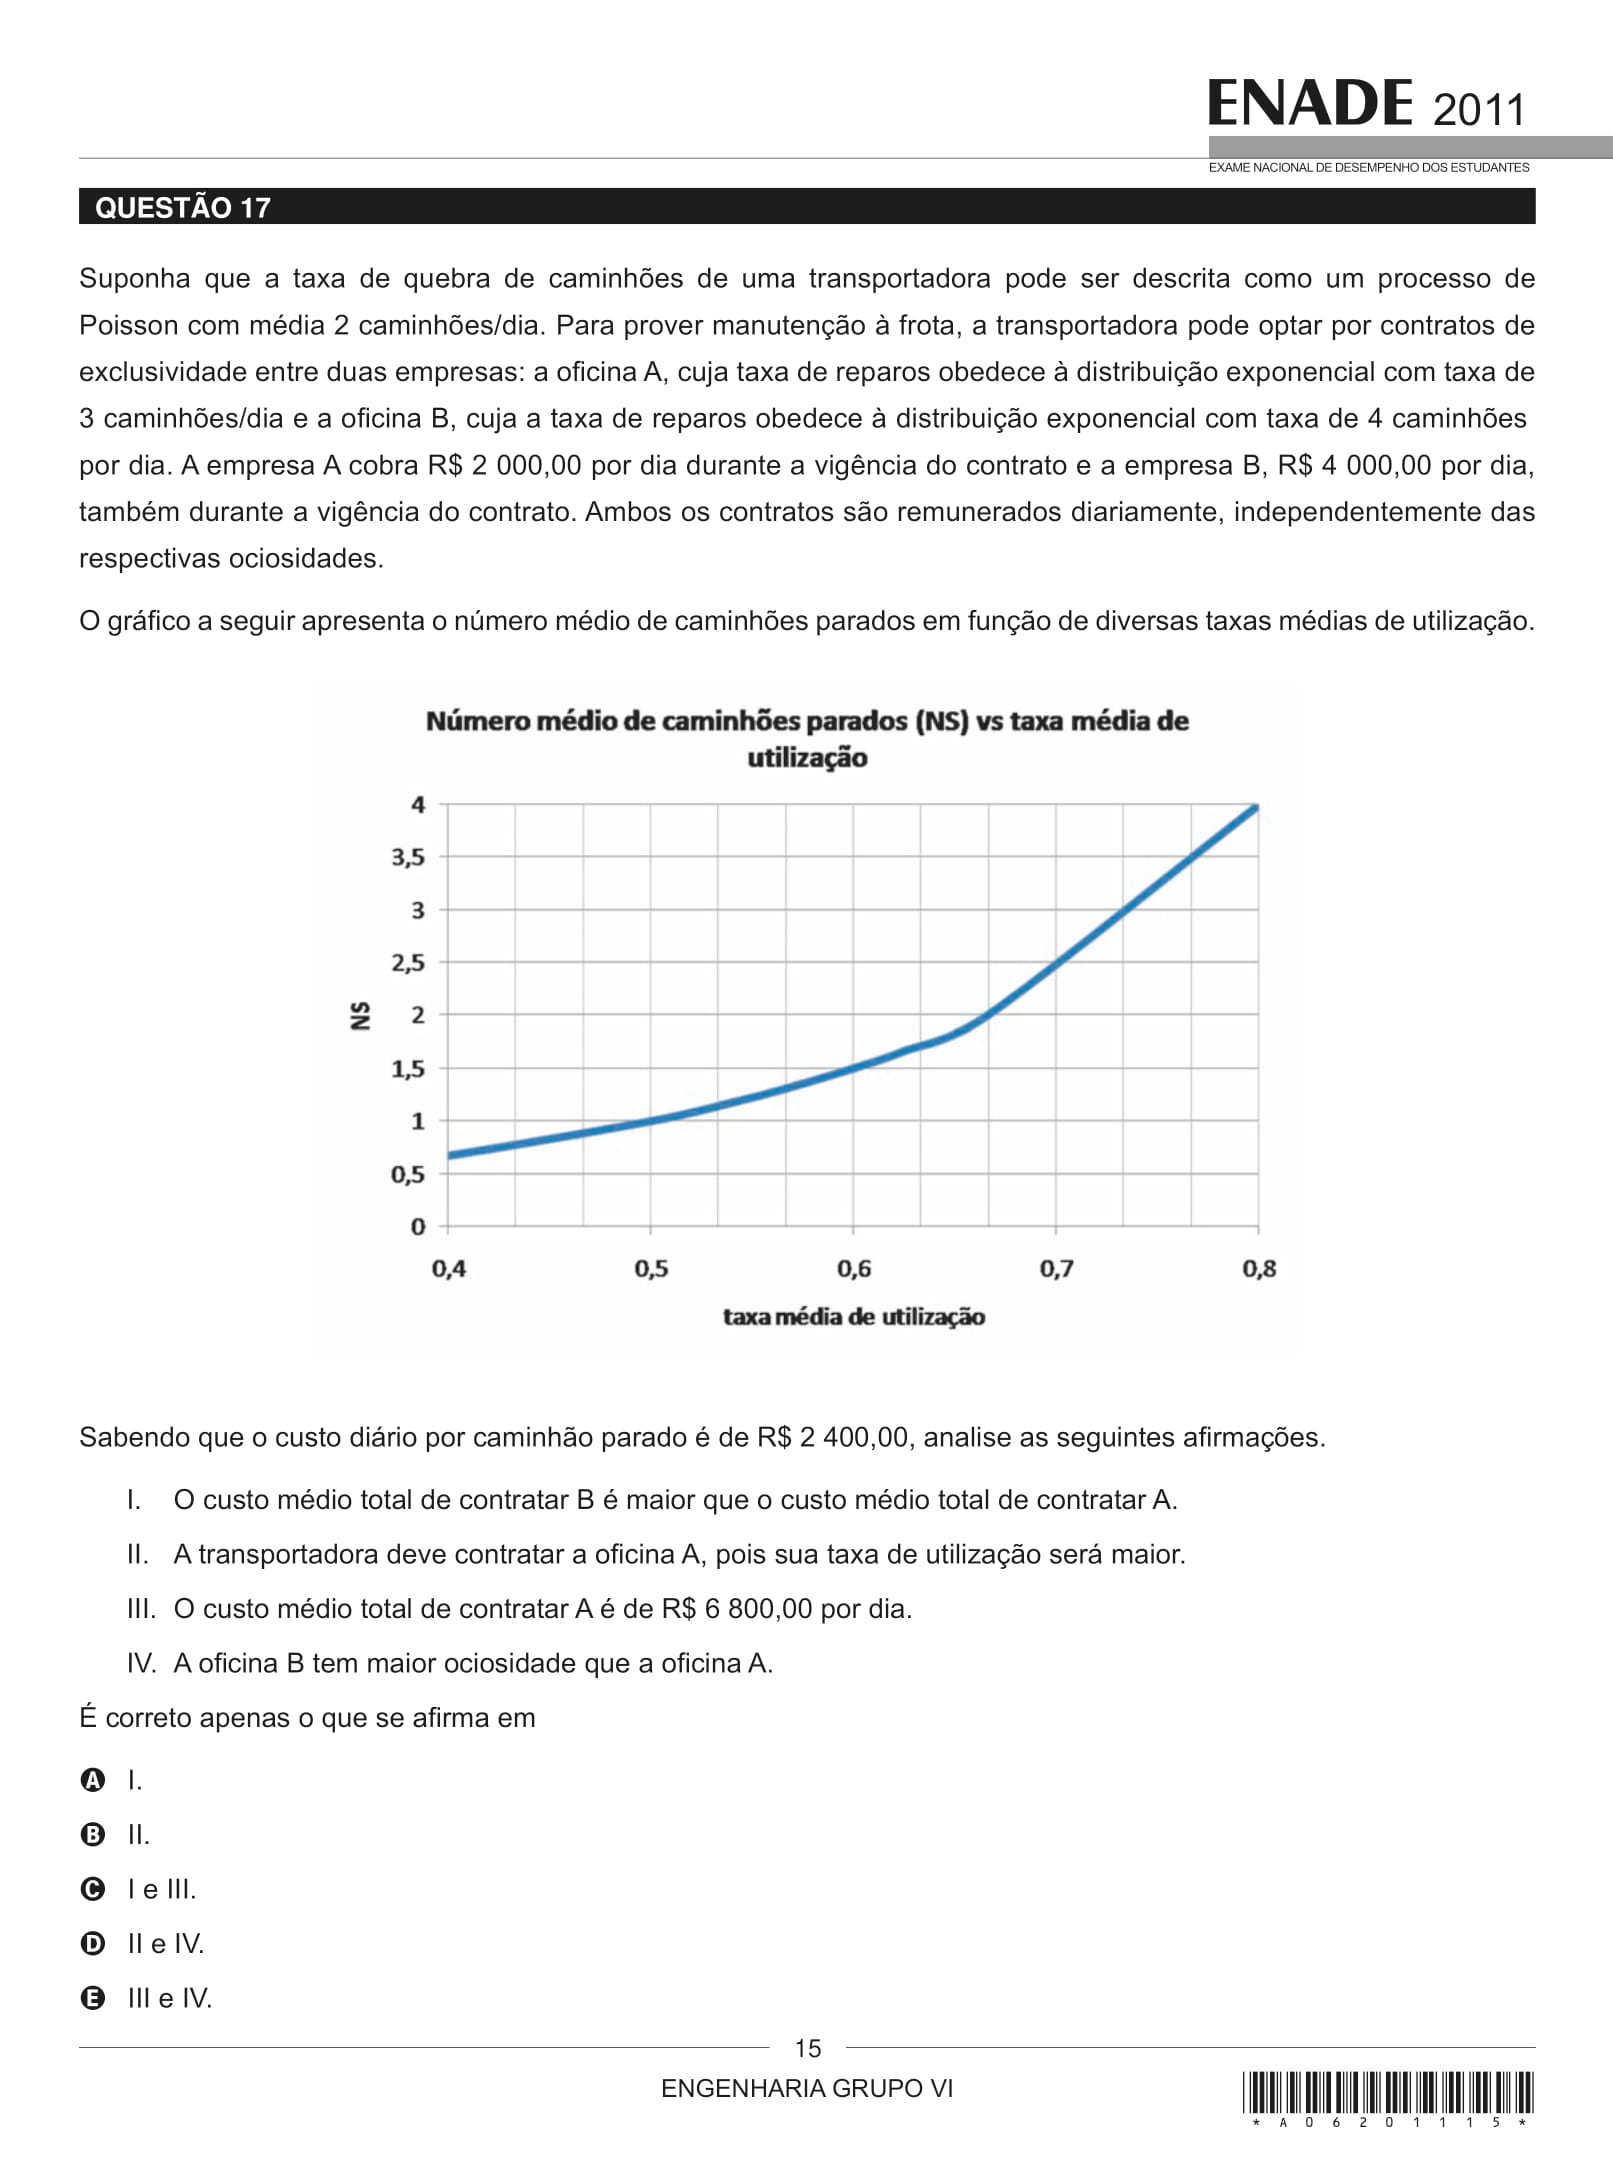 ENADE 2011
EXAME NACIONAL DE DESEMPENHO DOS ESTUDANTES
QUESTÃO 17
Suponha que a taxa de quebra de caminhões de uma transportadora pode ser descrita como um processo de
Poisson com média 2 caminhões/dia. Para prover manutenção à frota, a transportadora pode optar por contratos de
exclusividade entre duas empresas: a oficina A, cuja taxa de reparos obedece à distribuição exponencial com taxa de
3 caminhões/dia e a oficina B, cuja a taxa de reparos obedece à distribuição exponencial com taxa de 4 caminhões
por dia. A empresa A cobra R$ 2 000,00 por dia durante a vigência do contrato e a empresa B, R$ 4 000,00 por dia,
também durante a vigência do contrato. Ambos os contratos são remunerados diariamente, independentemente das
respectivas ociosidades.
O gráfico a seguir apresenta o número médio de caminhões parados em função de diversas taxas médias de utilização.
Número médio de caminhões parados (NS) vs taxa média de
utilização
4
3,5
3
2,5
2
1,5
1
0,5
0
NS
0,4 0,5 0,6 0,7 0,8
taxa média de utilização
Sabendo que o custo diário por caminhão parado é de R$ 2 400,00, analise as seguintes afirmações.
I. O custo médio total de contratar B é maior que o custo médio total de contratar A.
II. A transportadora deve contratar a oficina A, pois sua taxa de utilização será maior.
III. O custo médio total de contratar A é de R$ 6 800,00 por dia.
IV. A oficina B tem maior ociosidade que a oficina A.
É correto apenas o que se afirma em
A I.
B II.
C I e III.
D II e IV.
E III e IV.
15
ENGENHARIA GRUPO VI
* A 0 6 2 0 1 1 1 5 *